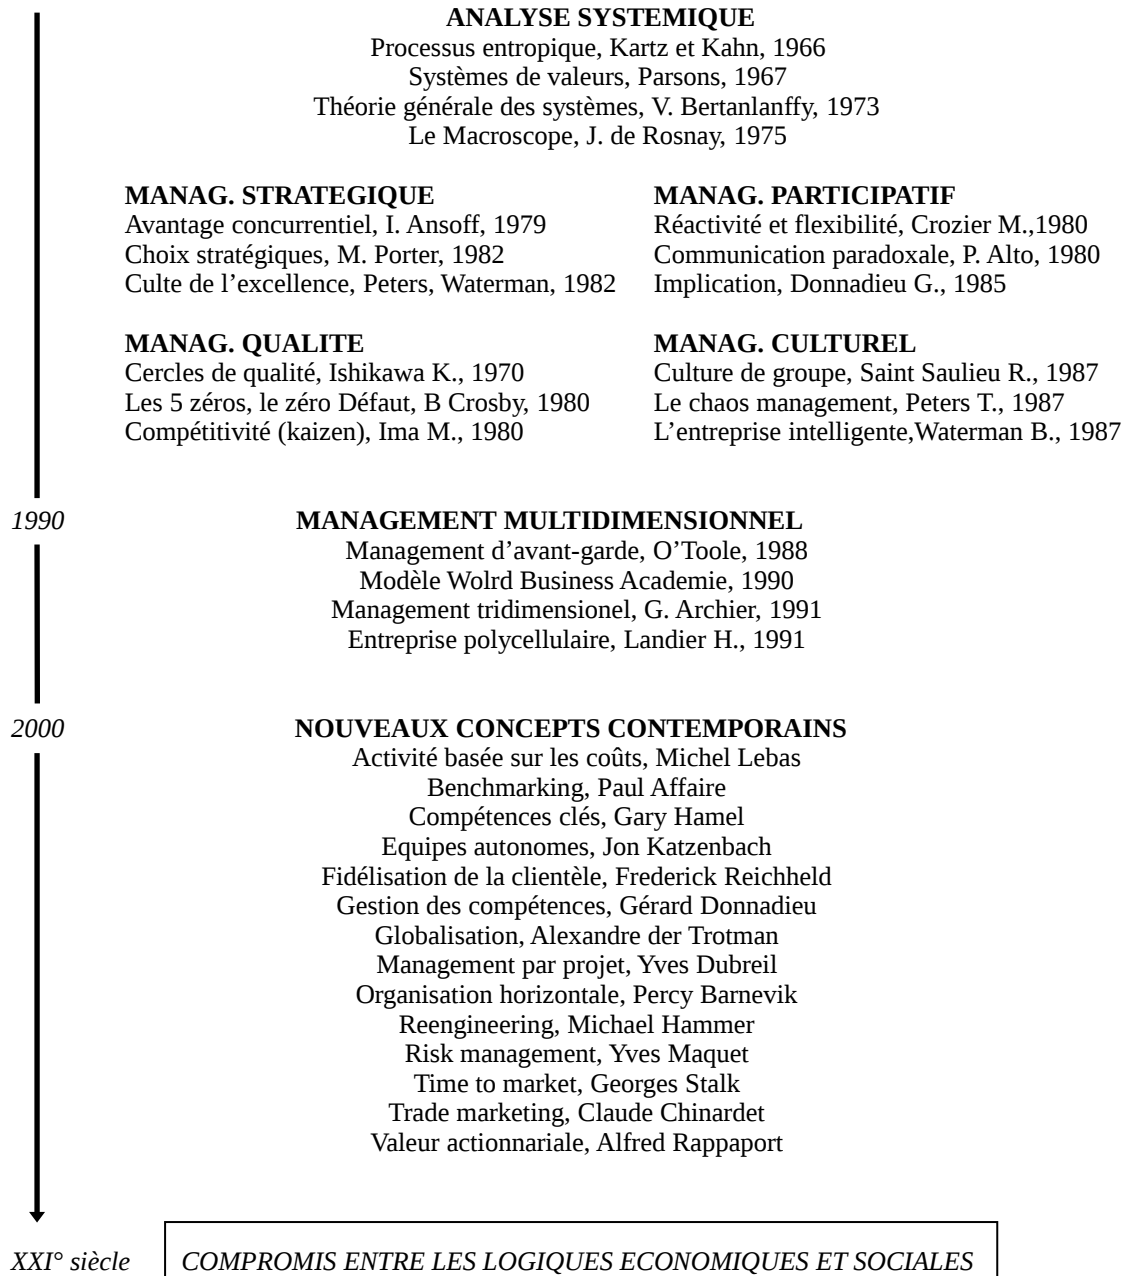 ANALYSE SYSTEMIQUE
Processus entropique, Kartz et Kahn, 1966
Systèmes de valeurs, Parsons, 1967
Théorie générale des systèmes, V. Bertanlanffy, 1973
Le Macroscope, J. de Rosnay, 1975
MANAG. STRATEGIQUE
Avantage concurrentiel, I. Ansoff, 1979
Choix stratégiques, M. Porter, 1982
Culte de l’excellence, Peters, Waterman, 1982
MANAG. PARTICIPATIF
Réactivité et flexibilité, Crozier M.,1980
Communication paradoxale, P. Alto, 1980
Implication, Donnadieu G., 1985
MANAG. QUALITE
Cercles de qualité, Ishikawa K., 1970
Les 5 zéros, le zéro Défaut, B Crosby, 1980
Compétitivité (kaizen), Ima M., 1980
MANAG. CULTUREL
Culture de groupe, Saint Saulieu R., 1987
Le chaos management, Peters T., 1987
L’entreprise intelligente,Waterman B., 1987
1990
MANAGEMENT MULTIDIMENSIONNEL
Management d’avant-garde, O’Toole, 1988
Modèle Wolrd Business Academie, 1990
Management tridimensionel, G. Archier, 1991
Entreprise polycellulaire, Landier H., 1991
2000
NOUVEAUX CONCEPTS CONTEMPORAINS
Activité basée sur les coûts, Michel Lebas
Benchmarking, Paul Affaire
Compétences clés, Gary Hamel
Equipes autonomes, Jon Katzenbach
Fidélisation de la clientèle, Frederick Reichheld
Gestion des compétences, Gérard Donnadieu
Globalisation, Alexandre der Trotman
Management par projet, Yves Dubreil
Organisation horizontale, Percy Barnevik
Reengineering, Michael Hammer
Risk management, Yves Maquet
Time to market, Georges Stalk
Trade marketing, Claude Chinardet
Valeur actionnariale, Alfred Rappaport
XXI° siècle
COMPROMIS ENTRE LES LOGIQUES ECONOMIQUES ET SOCIALES